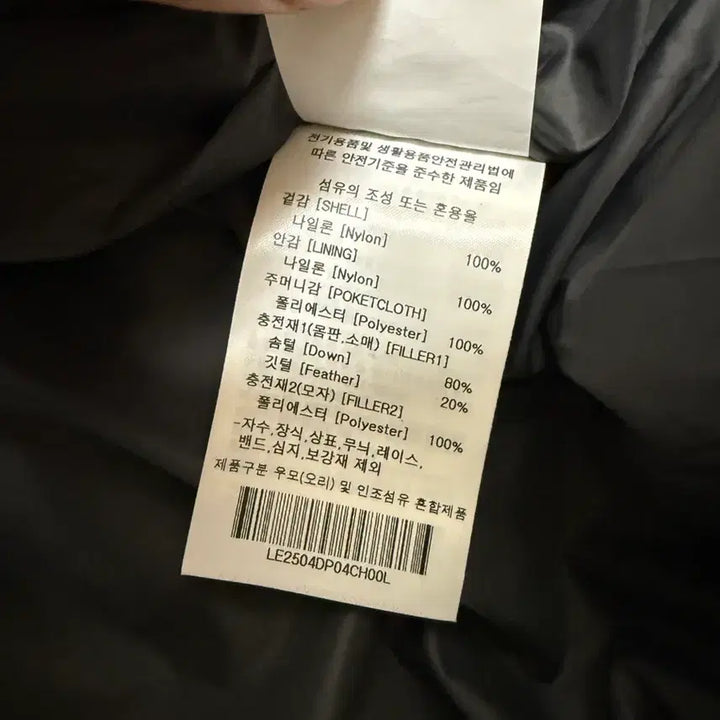 전기용품및 생활용품안전관리법에
따른 안전기준을 준수한 제품임
섬유의 조성 또는 혼용율
겉감 [SHELL]
나일론 [Nylon] 100%
안감 [LINING]
나일론 [Nylon] 100%
주머니감 [POKETCLOTH]
폴리에스터 [Polyester] 100%
충전재1(몸판,소매) [FILLER1]
솜털 [Down] 80%
깃털 [Feather] 20%
충전재2(모자) [FILLER2]
폴리에스터 [Polyester] 100%
-자수,장식,상표,무늬,레이스,
밴드,심지,보강재 제외
제품구분 우모(오리) 및 인조섬유 혼합제품
LE2504DP04CH00L